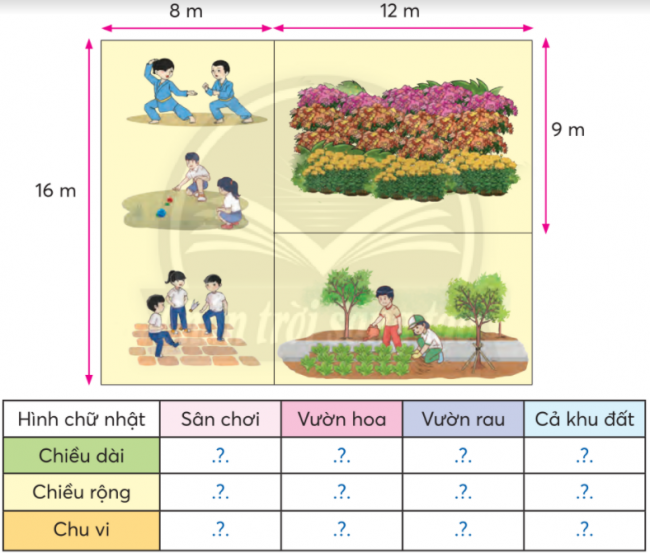 8 m 12 m
16 m
9 m
Hình chữ nhật Sân chơi Vườn hoa Vườn rau Cả khu đất
Chiều dài .?. .?. .?. .?.
Chiều rộng .?. .?. .?. .?.
Chu vi .?. .?. .?. .?.